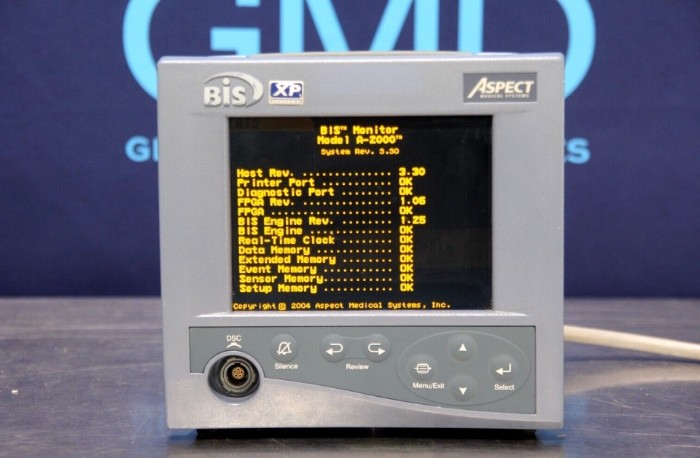 GMD
BIS XP
ASPECT
MEDICAL SYSTEMS
BIS™ Monitor
Model A-2000™
System Rev. 3.30
Host Rev. .............. 3.30
Printer Port ........... OK
Diagnostic Port ........ OK
FPGA Rev. .............. 1.05
FPGA ................... OK
BIS Engine Rev. ........ 1.25
BIS Engine ............. OK
Real-Time Clock ........ OK
Data Memory ............ OK
Extended Memory ........ OK
Event Memory ........... OK
Sensor Memory........... OK
Setup Memory ........... OK
Copyright © 2004 Aspect Medical Systems, Inc.
DSC
Silence
Review
Menu/Exit
Select